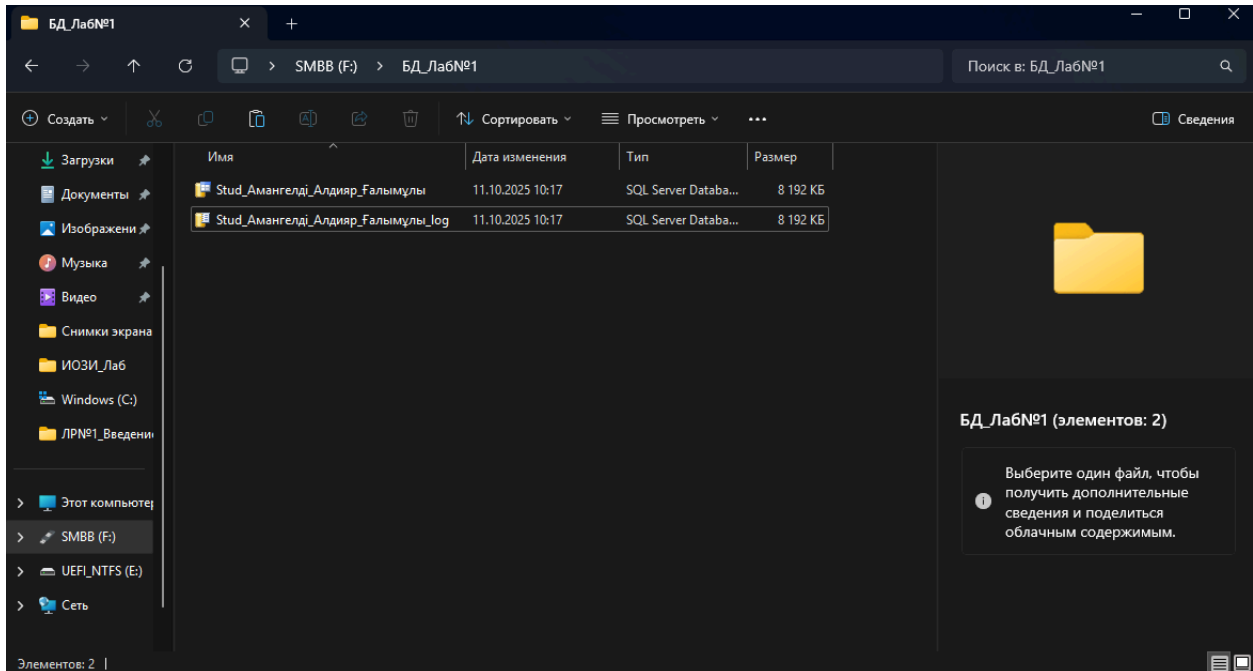 БД_Лаб№1
SMBB (F:) > БД_Лаб№1
Поиск в: БД_Лаб№1
Создать
Сортировать
Просмотреть
Сведения
Загрузки
Документы
Изображени
Музыка
Видео
Снимки экрана
ИОЗИ_Лаб
Windows (C:)
ЛР№1_Введени
Этот компьютер
SMBB (F:)
UEFI_NTFS (E:)
Сеть
Имя Дата изменения Тип Размер
Stud_Амангелді_Алдияр_Ғалымұлы 11.10.2025 10:17 SQL Server Databa... 8 192 КБ
Stud_Амангелді_Алдияр_Ғалымұлы_log 11.10.2025 10:17 SQL Server Databa... 8 192 КБ
БД_Лаб№1 (элементов: 2)
Выберите один файл, чтобы
получить дополнительные
сведения и поделиться
облачным содержимым.
Элементов: 2